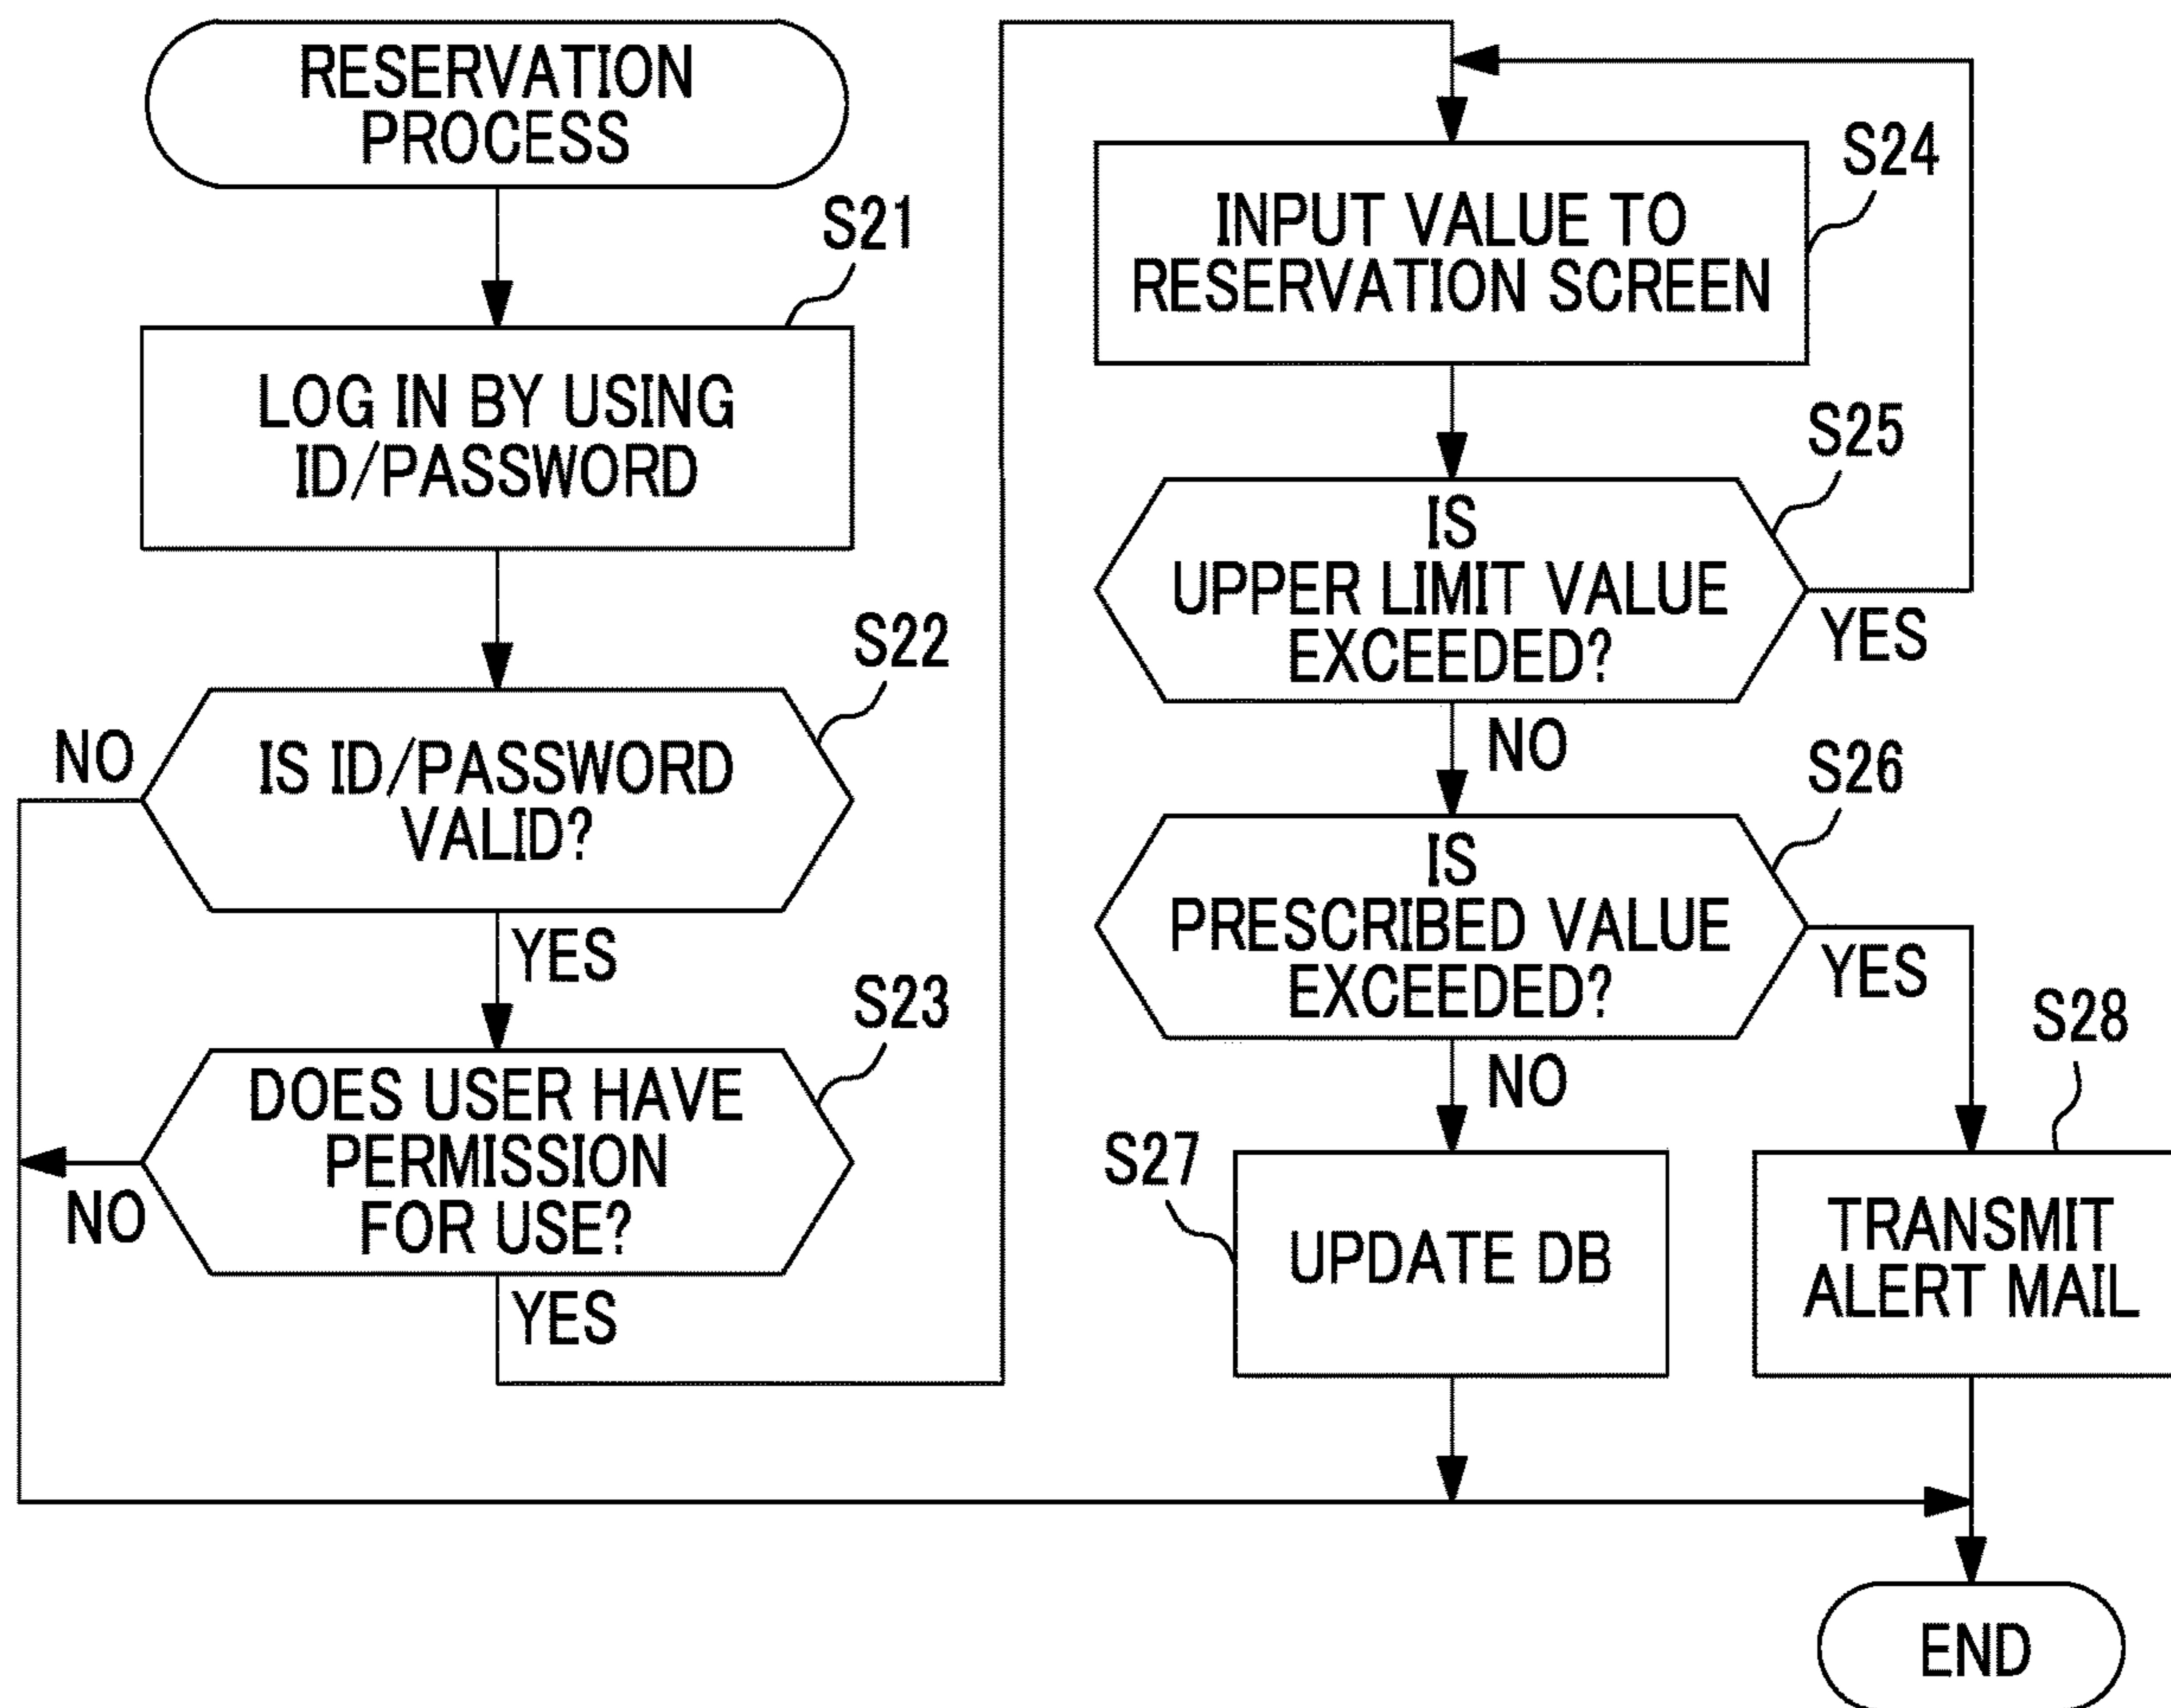 RESERVATION
PROCESS
S21
LOG IN BY USING
ID/PASSWORD
S22
NO
IS ID/PASSWORD
VALID?
YES
S23
DOES USER HAVE
PERMISSION
FOR USE?
NO
YES
S24
INPUT VALUE TO
RESERVATION SCREEN
S25
IS
UPPER LIMIT VALUE
EXCEEDED?
YES
NO
S26
IS
PRESCRIBED VALUE
EXCEEDED?
YES
NO
S27
UPDATE DB
S28
TRANSMIT
ALERT MAIL
END